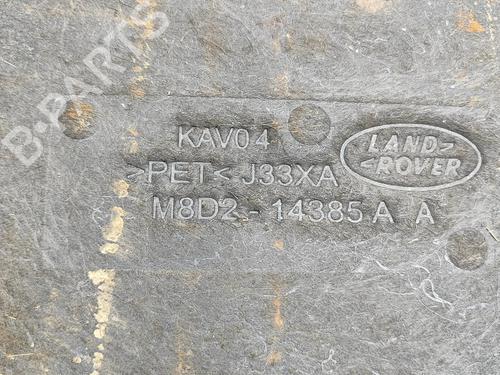 B-PARTS
KAV04
>PET< J33XA
M8D2 - 14385 A A
LAND>
<ROVER